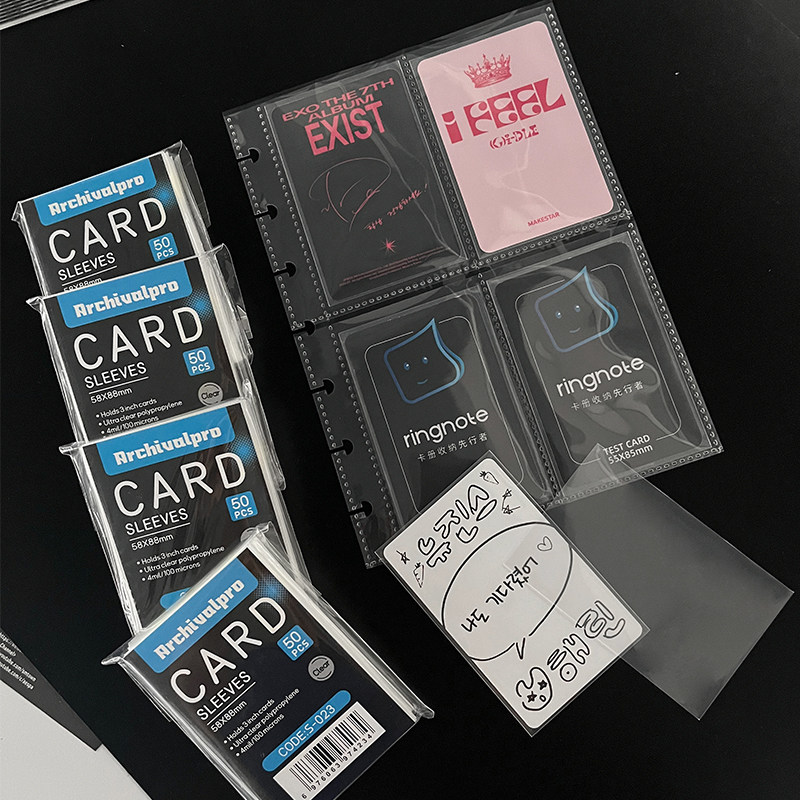 Archivalpro
CARD
SLEEVES
50
PCS
58x88mm
Archivalpro
CARD
SLEEVES
50
PCS
58x88mm
Clear
• Holds 3 inch cards
• Ultra clear polypropylene
• 4mil/100 microns
Archivalpro
CARD
SLEEVES
50
PCS
58x88mm
• Holds 3 inch cards
• Ultra clear polypropylene
• 4mil/100 microns
Archivalpro
CARD
SLEEVES
50
PCS
58x88mm
Clear
• Holds 3 inch cards
• Ultra clear polypropylene
• 4mil/100 microns
CODE:S-023
6 976063 974234
EXO THE 7TH
ALBUM
EXIST
i FEEL
(G)I-DLE
MAKESTAR
ringnote
卡册收纳先行者
ringnote
卡册收纳先行者
TEST CARD
55X85mm
나도 기다렸어